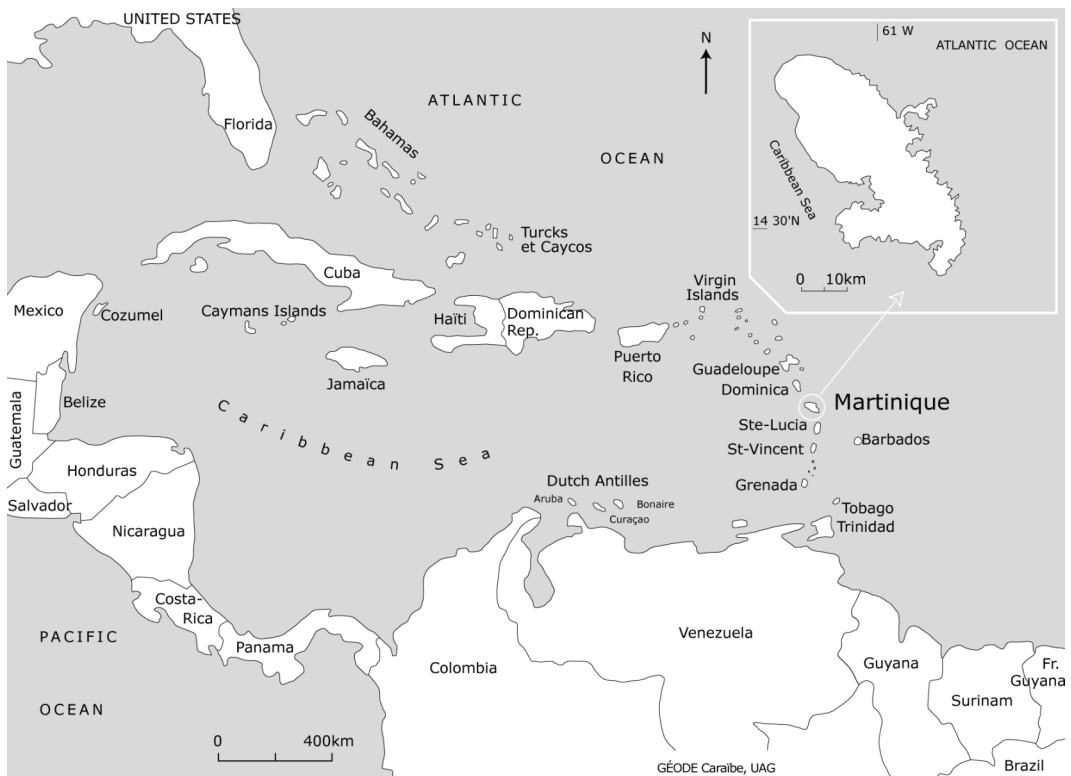 UNITED STATES
N
61 W
ATLANTIC OCEAN
ATLANTIC
OCEAN
Florida
Bahamas
Caribbean Sea
14 30'N
0 10km
Turcks
et Caycos
Cuba
Mexico
Cozumel
Caymans Islands
Haïti
Dominican
Rep.
Virgin
Islands
Puerto
Rico
Jamaïca
Guadeloupe
Dominica
Martinique
Belize
Guatemala
Caribbean Sea
Ste-Lucia
Barbados
St-Vincent
Honduras
Salvador
Dutch Antilles
Grenada
Aruba
Bonaire
Curaçao
Tobago
Trinidad
Nicaragua
Costa-
Rica
PACIFIC
OCEAN
Panama
Colombia
Venezuela
Guyana
Fr.
Guyana
Surinam
0 400km
GÉODE Caraïbe, UAG
Brazil